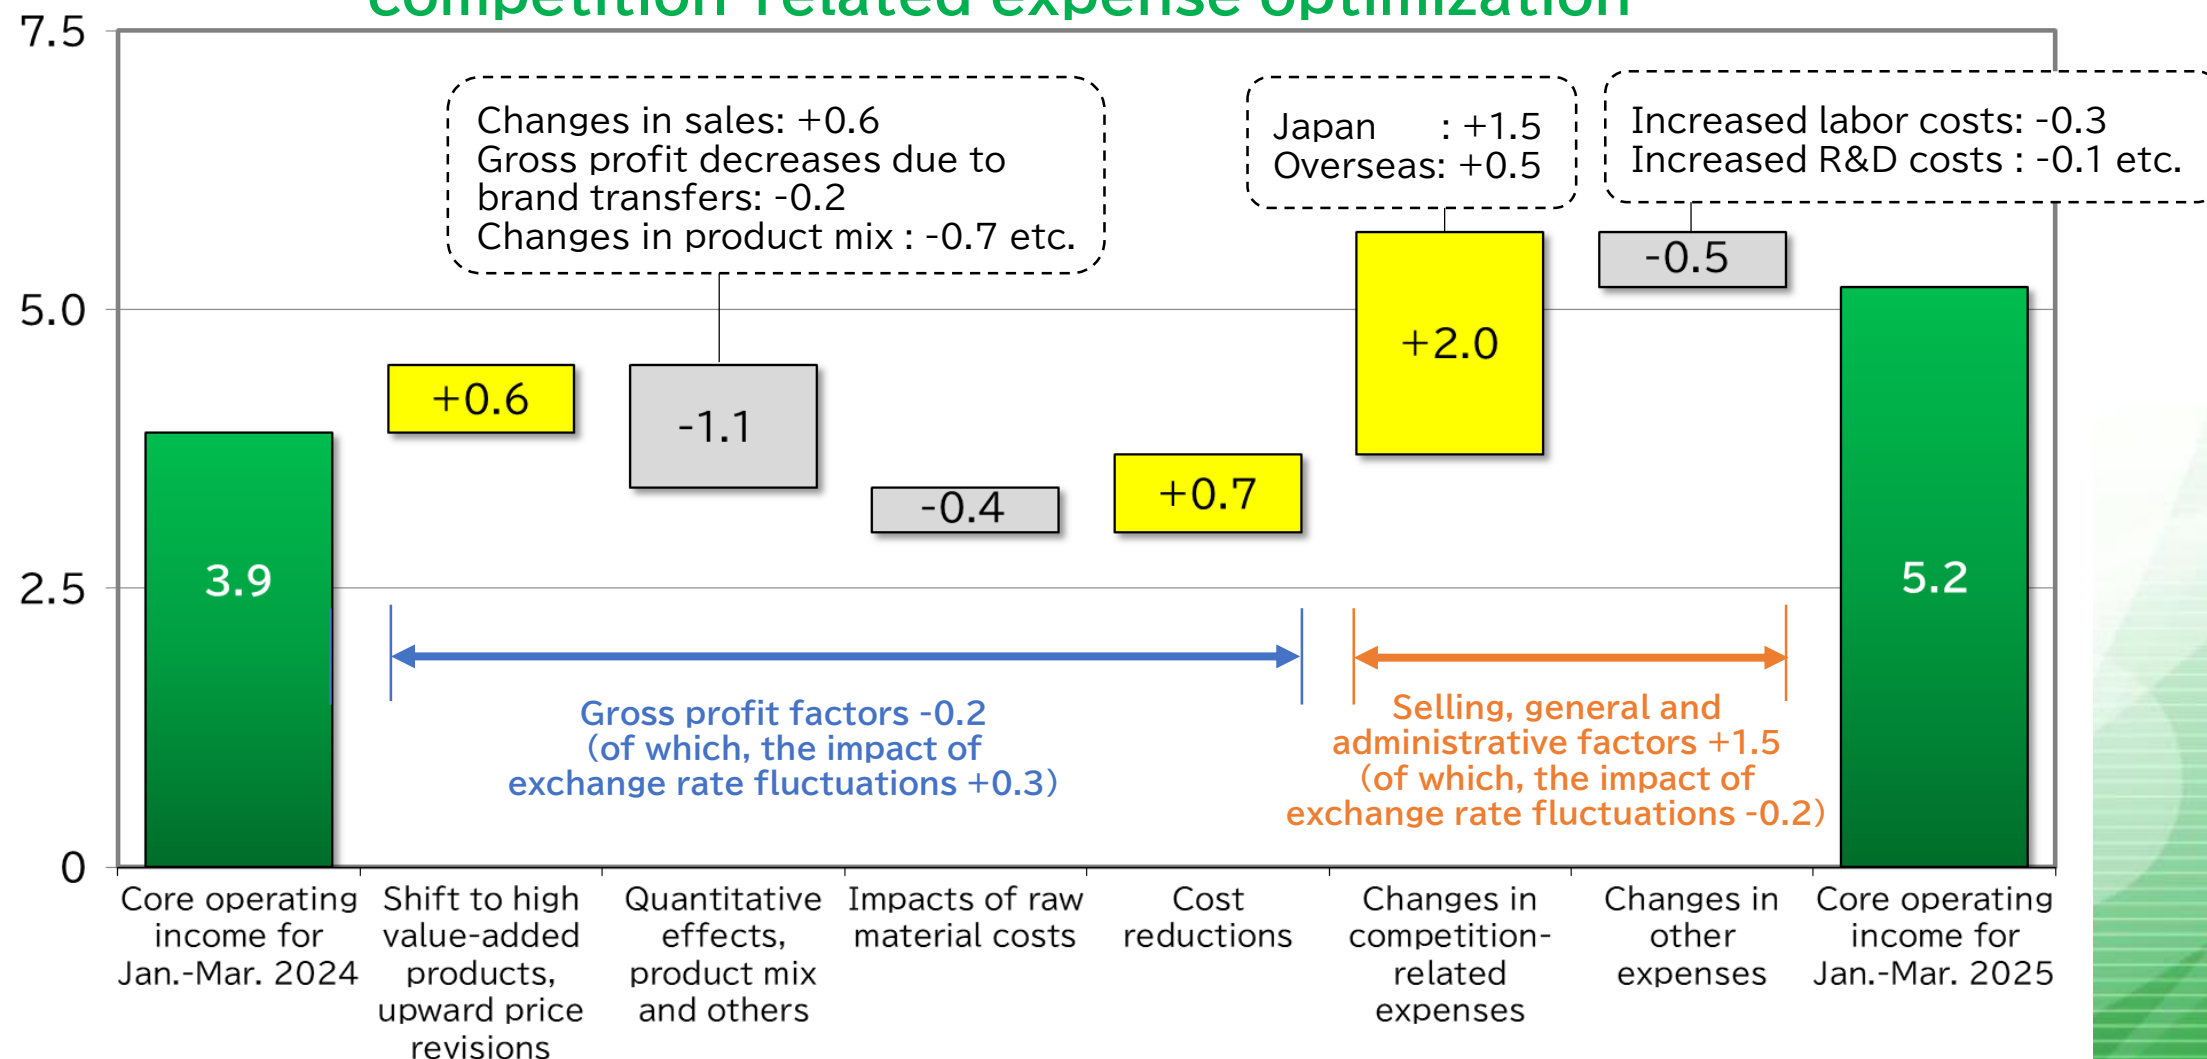 competition-related expense optimization
7.5
5.0
2.5
0
Changes in sales: +0.6
Gross profit decreases due to
brand transfers: -0.2
Changes in product mix : -0.7 etc.
Japan : +1.5
Overseas: +0.5
Increased labor costs: -0.3
Increased R&D costs : -0.1 etc.
3.9
+0.6
-1.1
-0.4
+0.7
+2.0
-0.5
5.2
Gross profit factors -0.2
(of which, the impact of
exchange rate fluctuations +0.3)
Selling, general and
administrative factors +1.5
(of which, the impact of
exchange rate fluctuations -0.2)
Core operating
income for
Jan.-Mar. 2024
Shift to high
value-added
products,
upward price
revisions
Quantitative
effects,
product mix
and others
Impacts of raw
material costs
Cost
reductions
Changes in
competition-
related
expenses
Changes in
other
expenses
Core operating
income for
Jan.-Mar. 2025